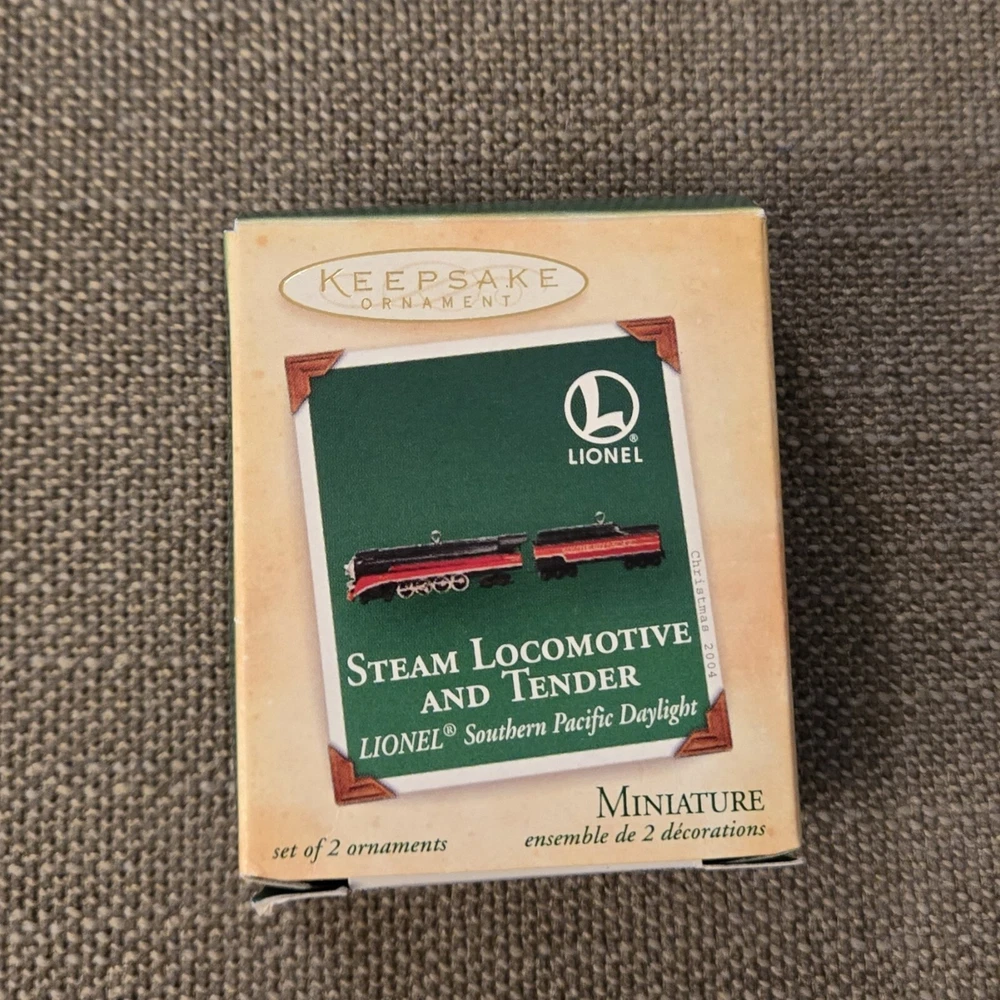 KEEPSAKE
ORNAMENT
L
®
LIONEL
Christmas 2004
STEAM LOCOMOTIVE
AND TENDER
LIONEL® Southern Pacific Daylight
MINIATURE
set of 2 ornaments
ensemble de 2 décorations